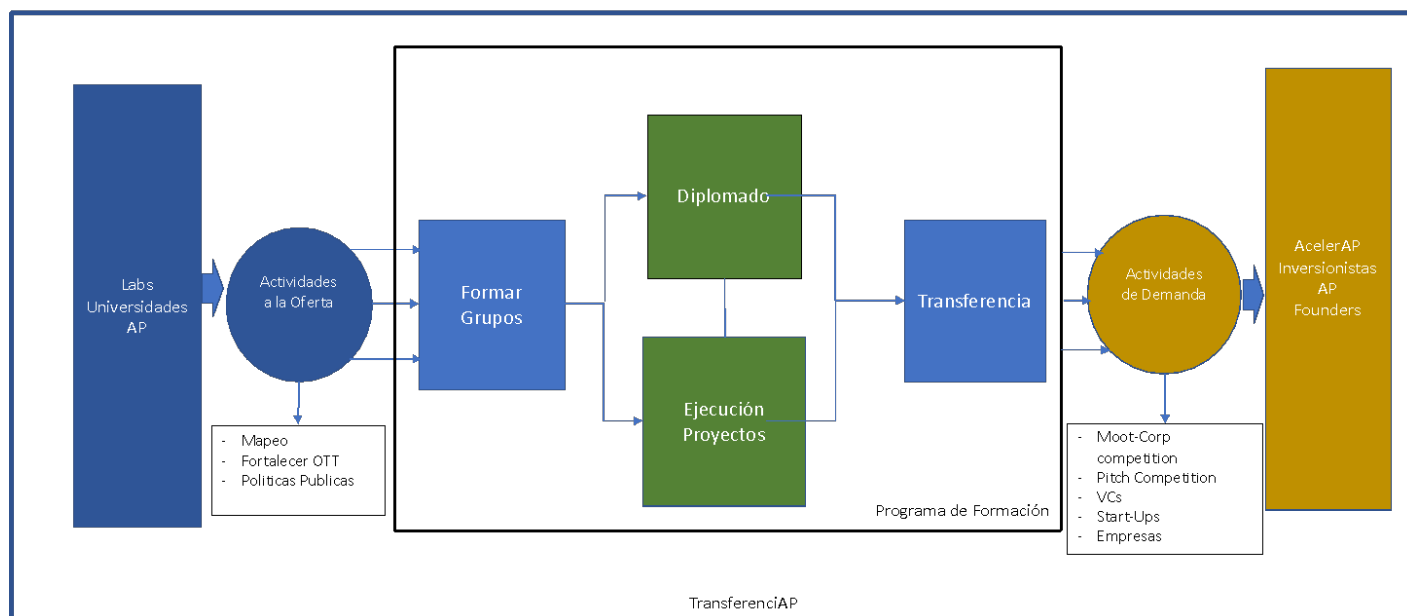 Labs
Universidades
AP
Actividades
a la Oferta
- Mapeo
- Fortalecer OTT
- Politicas Publicas
Formar
Grupos
Diplomado
Ejecución
Proyectos
Transferencia
Programa de Formación
Actividades
de Demanda
- Moot-Corp
competition
- Pitch Competition
- VCs
- Start-Ups
- Empresas
AcelerAP
Inversionistas
AP
Founders
TransferenciAP